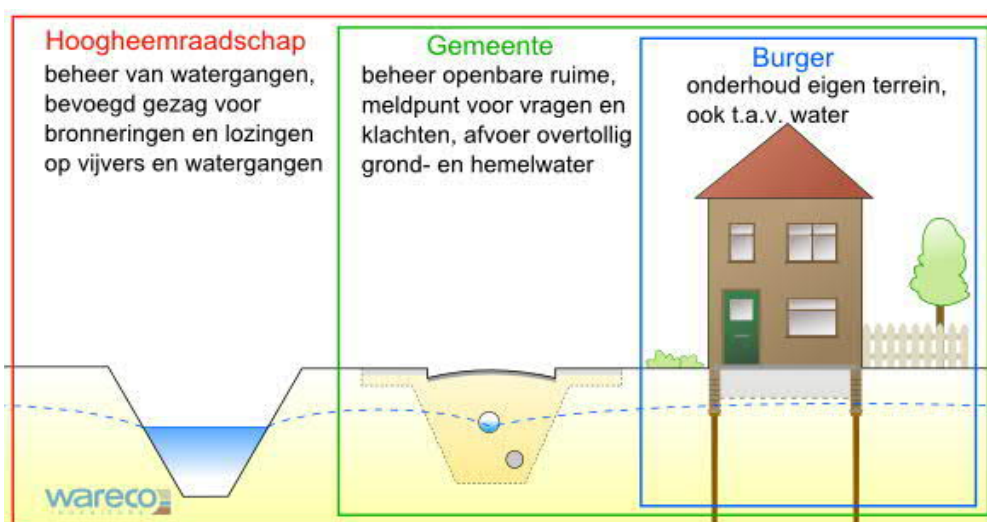 Hoogheemraadschap
beheer van watergangen,
bevoegd gezag voor
bronneringen en lozingen
op vijvers en watergangen
Gemeente
beheer openbare ruime,
meldpunt voor vragen en
klachten, afvoer overtollig
grond- en hemelwater
Burger
onderhoud eigen terrein,
ook t.a.v. water
wareco